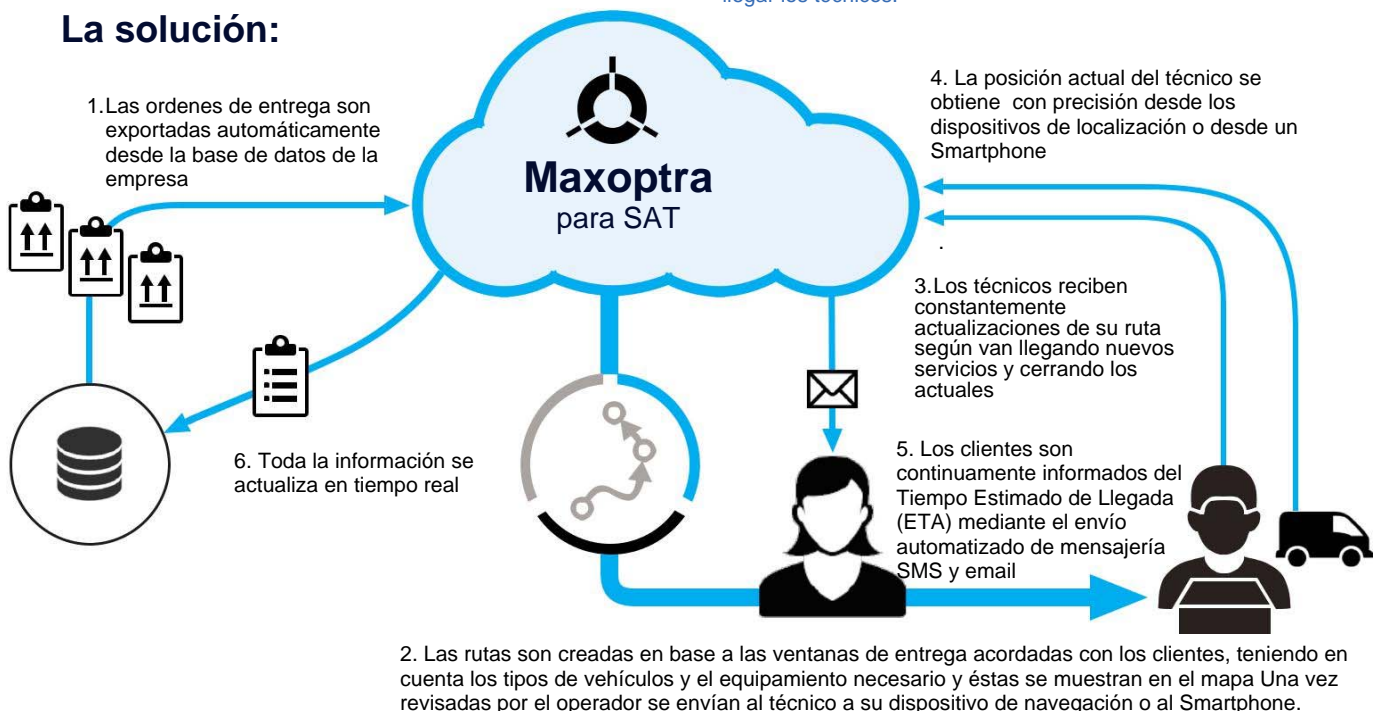 llegar los técnicos.
La solución:
1.Las ordenes de entrega son
exportadas automáticamente
desde la base de datos de la
empresa
Maxoptra
para SAT
4. La posición actual del técnico se
obtiene con precisión desde los
dispositivos de localización o desde un
Smartphone
.
3.Los técnicos reciben
constantemente
actualizaciones de su ruta
según van llegando nuevos
servicios y cerrando los
actuales
6. Toda la información se
actualiza en tiempo real
5. Los clientes son
continuamente informados del
Tiempo Estimado de Llegada
(ETA) mediante el envío
automatizado de mensajería
SMS y email
2. Las rutas son creadas en base a las ventanas de entrega acordadas con los clientes, teniendo en
cuenta los tipos de vehículos y el equipamiento necesario y éstas se muestran en el mapa Una vez
revisadas por el operador se envían al técnico a su dispositivo de navegación o al Smartphone.